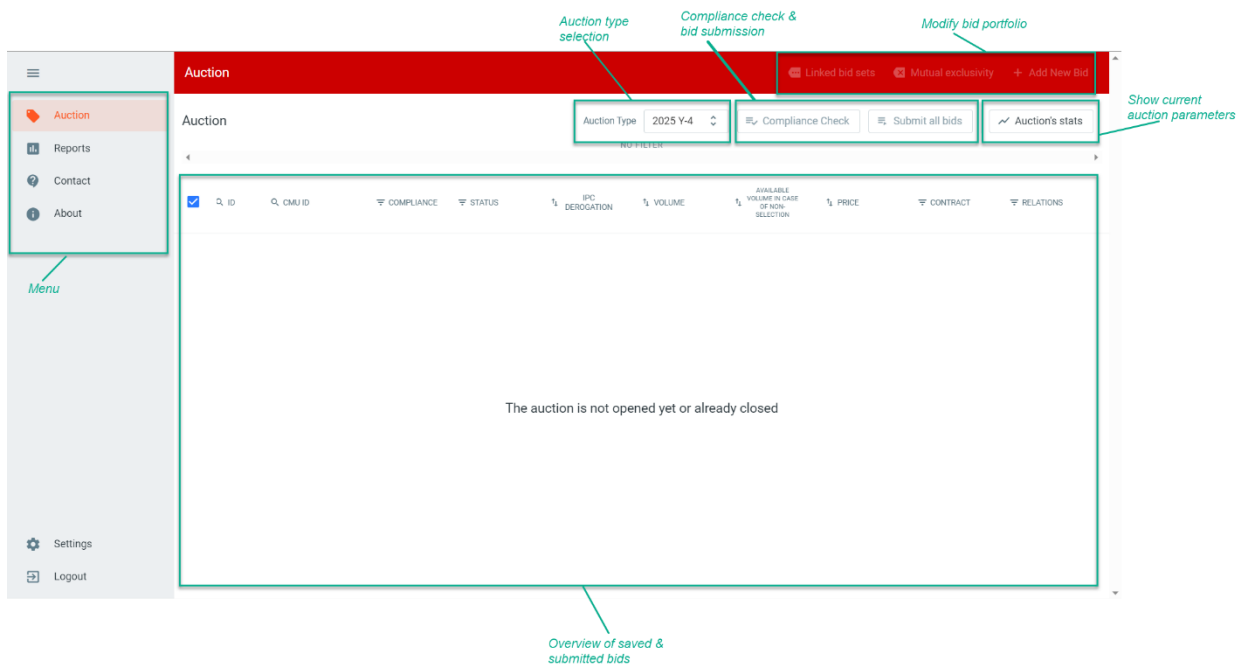 Auction type
selection
Compliance check &
bid submission
Modify bid portfolio
Auction
Linked bid sets
Mutual exclusivity
+ Add New Bid
Show current
auction parameters
Auction
Reports
Contact
About
Menu
Auction
Auction Type
2025 Y-4
Compliance Check
Submit all bids
Auction's stats
NO FILTER
ID
CMU ID
COMPLIANCE
STATUS
IPC
DEROGATION
VOLUME
AVAILABLE
VOLUME IN CASE
OF NON-
SELECTION
PRICE
CONTRACT
RELATIONS
The auction is not opened yet or already closed
Settings
Logout
Overview of saved &
submitted bids